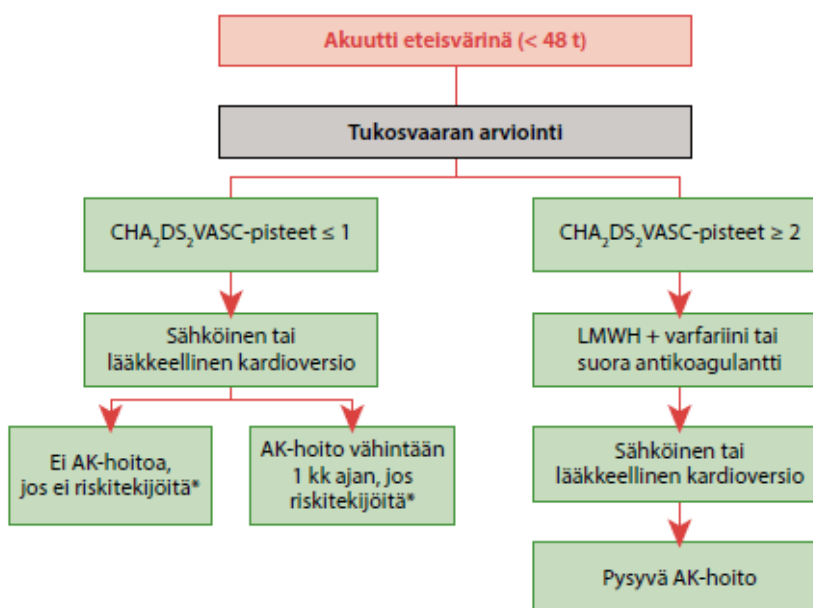 Akuutti eteisvärinä (< 48 t)
Tukosvaaran arviointi
CHA₂DS₂VASC-pisteet ≤ 1
CHA₂DS₂VASC-pisteet ≥ 2
Sähköinen tai
lääkkeellinen kardioversio
LMWH + varfariini tai
suora antikoagulantti
Ei AK-hoitoa,
jos ei riskitekijöitä*
AK-hoito vähintään
1 kk ajan, jos
riskitekijöitä*
Sähköinen tai
lääkkeellinen kardioversio
Pysyvä AK-hoito